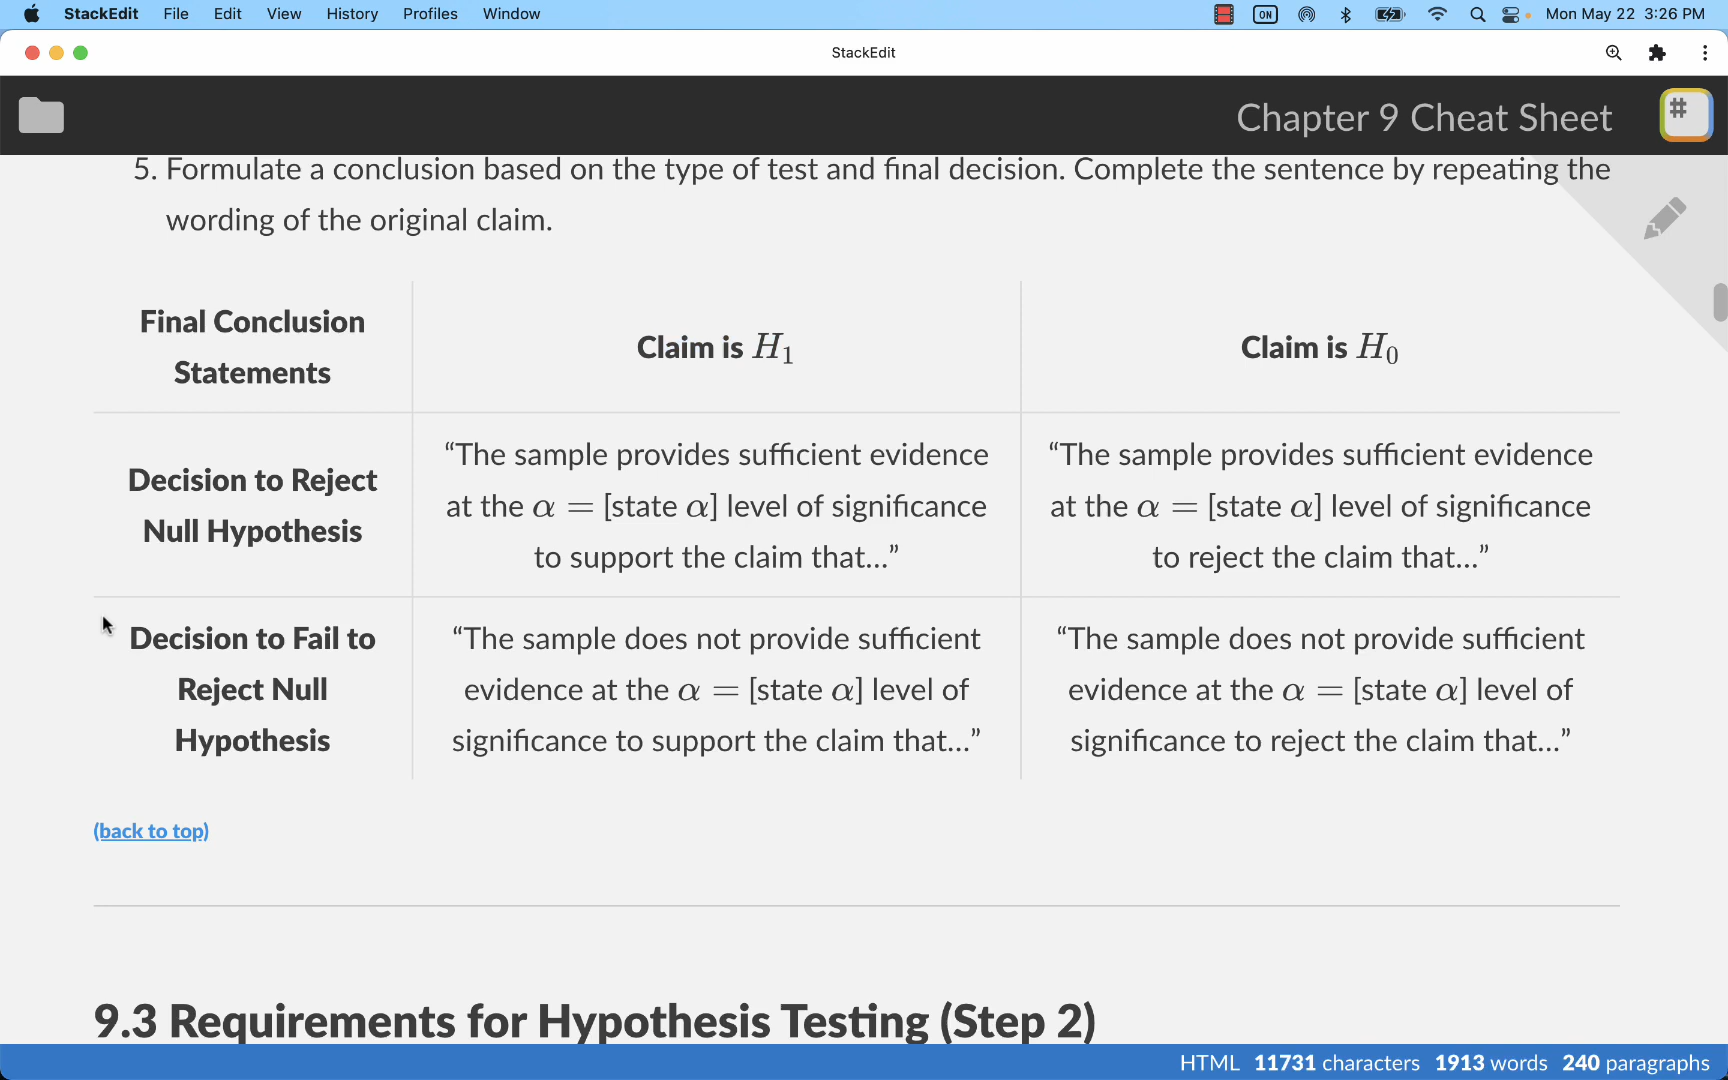 StackEdit File Edit View History Profiles Window ON Mon May 22 3:26 PM
StackEdit
Chapter 9 Cheat Sheet #
5. Formulate a conclusion based on the type of test and final decision. Complete the sentence by repeating the
wording of the original claim.
Final Conclusion
Statements
Claim is H₁
Claim is H₀
Decision to Reject
Null Hypothesis
“The sample provides sufficient evidence
at the α = [state α] level of significance
to support the claim that...”
“The sample provides sufficient evidence
at the α = [state α] level of significance
to reject the claim that...”
Decision to Fail to
Reject Null
Hypothesis
“The sample does not provide sufficient
evidence at the α = [state α] level of
significance to support the claim that...”
“The sample does not provide sufficient
evidence at the α = [state α] level of
significance to reject the claim that...”
(back to top)
9.3 Requirements for Hypothesis Testing (Step 2)
HTML 11731 characters 1913 words 240 paragraphs